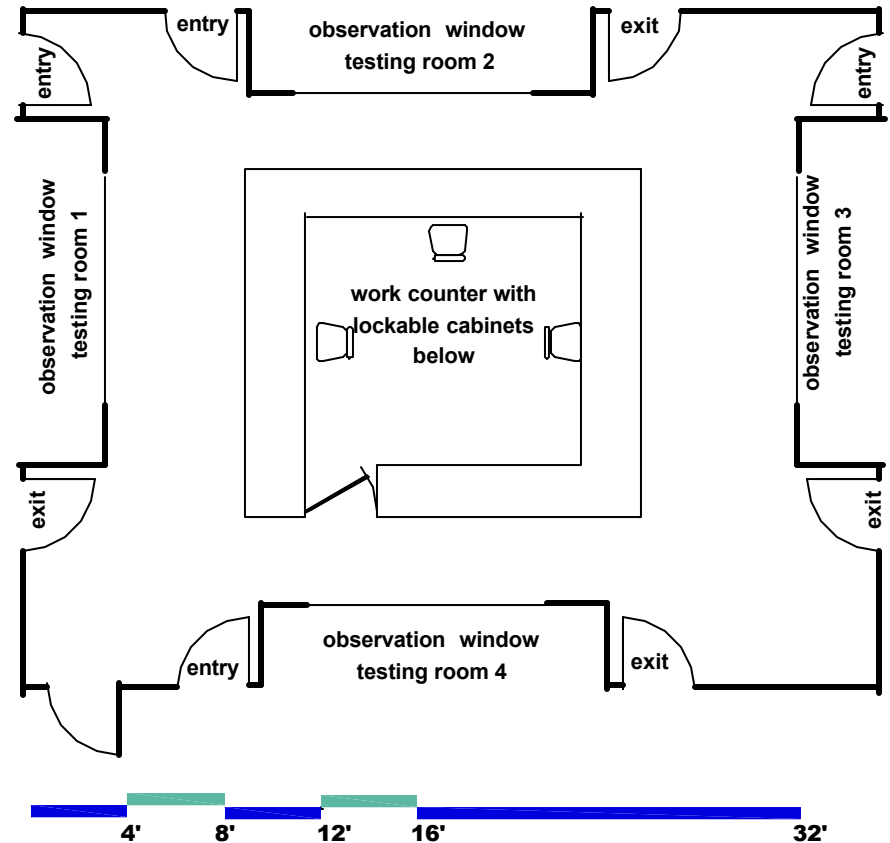 entry
observation window
testing room 2
exit
entry
entry
observation window
testing room 1
work counter with
lockable cabinets
below
observation window
testing room 3
exit
exit
entry
observation window
testing room 4
exit
4' 8' 12' 16' 32'